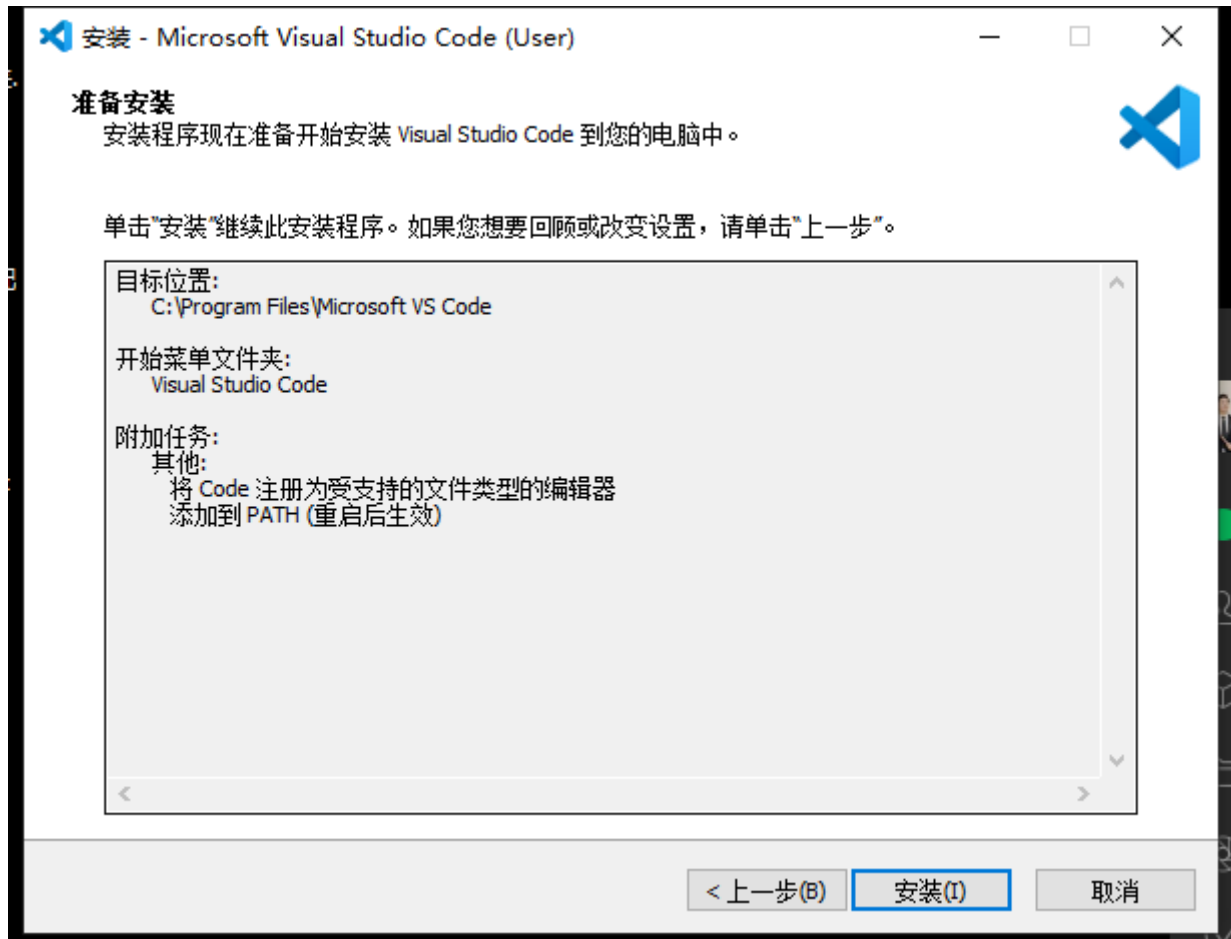 安装 - Microsoft Visual Studio Code (User)
准备安装
安装程序现在准备开始安装 Visual Studio Code 到您的电脑中。
单击"安装"继续此安装程序。如果您想要回顾或改变设置，请单击"上一步"。
目标位置:
C:\Program Files\Microsoft VS Code
开始菜单文件夹:
Visual Studio Code
附加任务:
其他:
将 Code 注册为受支持的文件类型的编辑器
添加到 PATH (重启后生效)
< 上一步(B)
安装(I)
取消